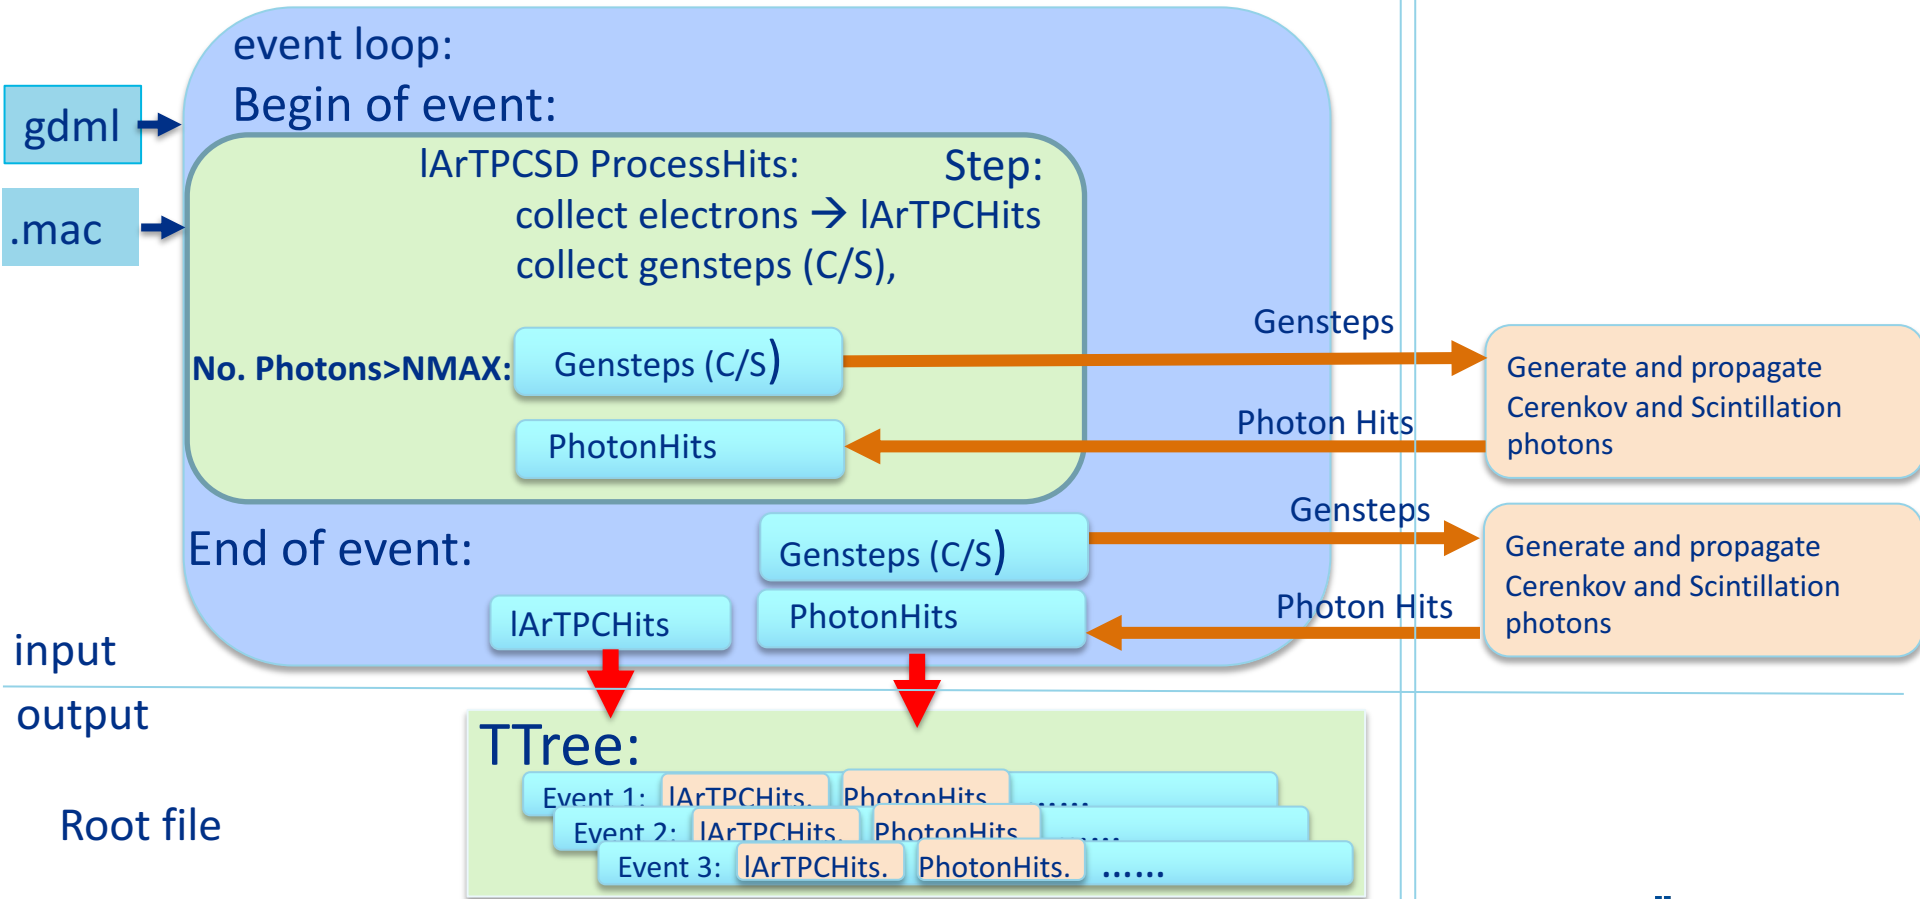 event loop:
Begin of event:
gdml
.mac
lArTPCSD ProcessHits:
Step:
collect electrons → lArTPCHits
collect gensteps (C/S),
No. Photons>NMAX:
Gensteps (C/S)
Gensteps
Generate and propagate
Cerenkov and Scintillation
photons
PhotonHits
Photon Hits
End of event:
Gensteps (C/S)
Gensteps
Generate and propagate
Cerenkov and Scintillation
photons
lArTPCHits
PhotonHits
Photon Hits
input
output
TTree:
Event 1: lArTPCHits. PhotonHits. ......
Event 2: lArTPCHits. PhotonHits. ......
Event 3: lArTPCHits. PhotonHits. ......
Root file